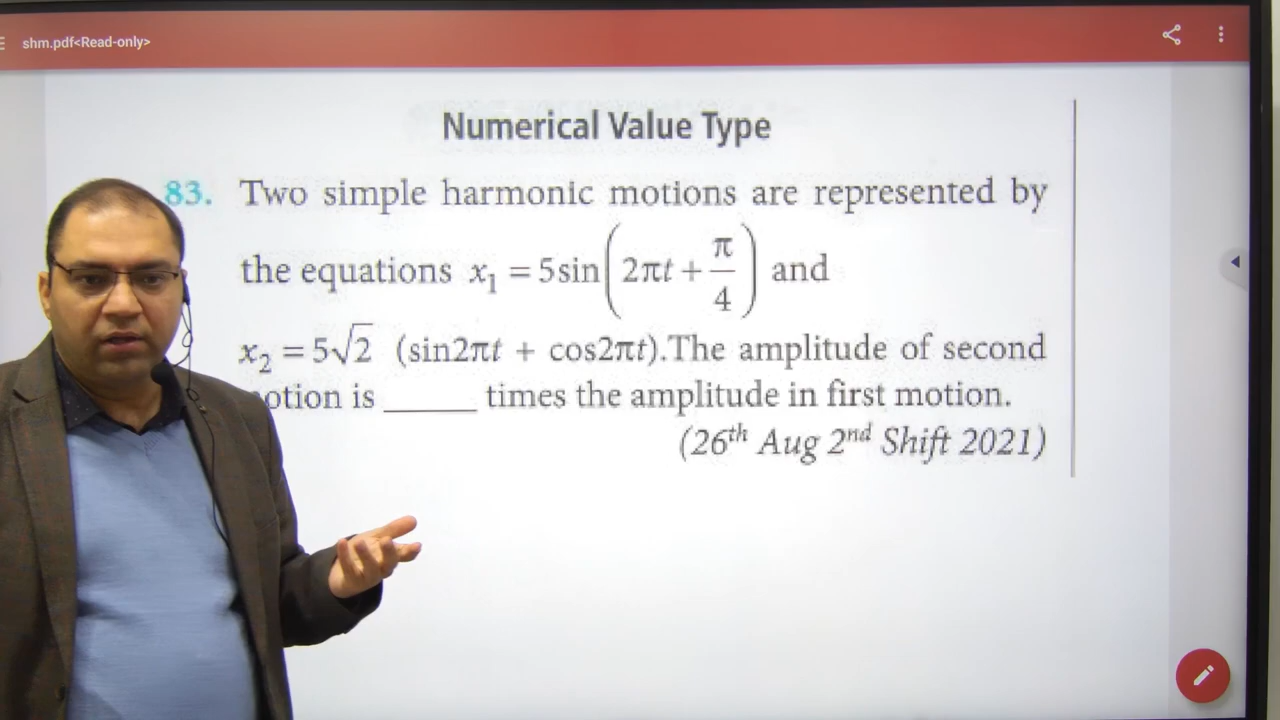 shm.pdf<Read-only>
Numerical Value Type
83. Two simple harmonic motions are represented by
the equations x₁ = 5sin(2πt + π/4) and
x₂ = 5√2 (sin2πt + cos2πt).The amplitude of second
otion is ______ times the amplitude in first motion.
(26th Aug 2nd Shift 2021)